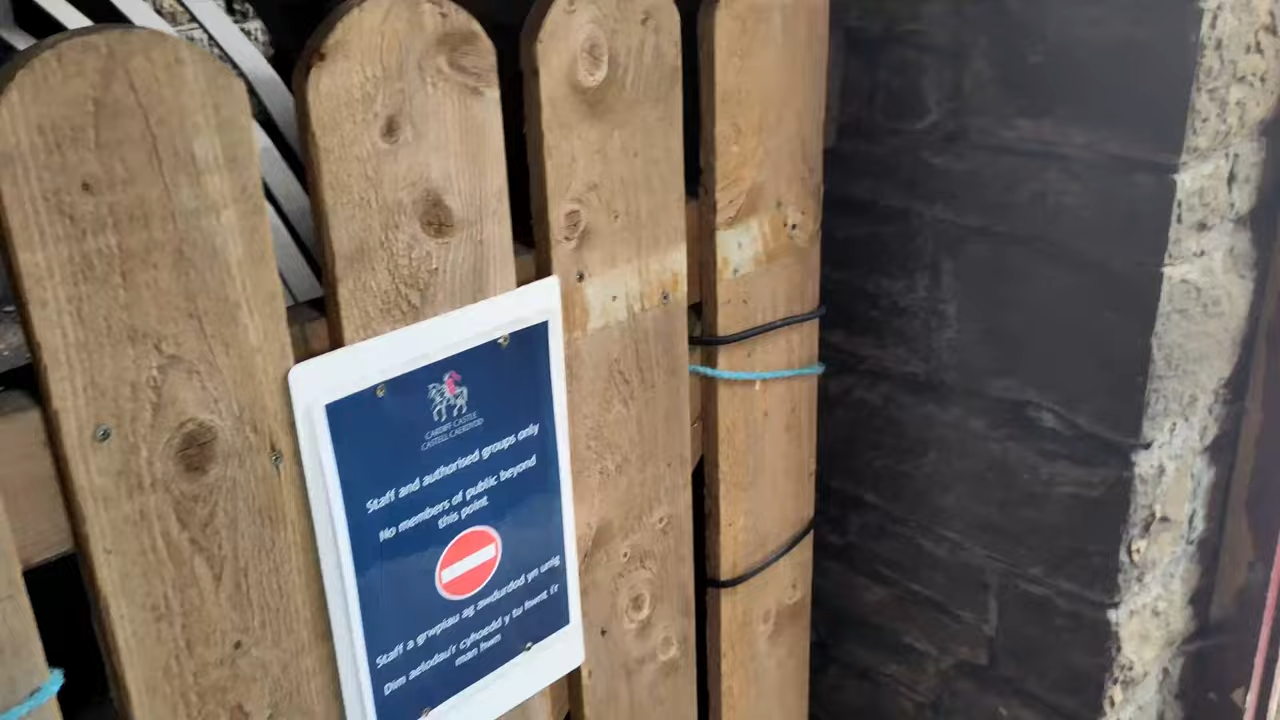 CARDIFF CASTLE
CASTELL CAERDYDD
Staff and authorised groups only
No members of public beyond
this point
Staff a grwpiau ag awdurdod yn unig
Dim aelodau'r cyhoedd y tu hwnt i'r
man hwn